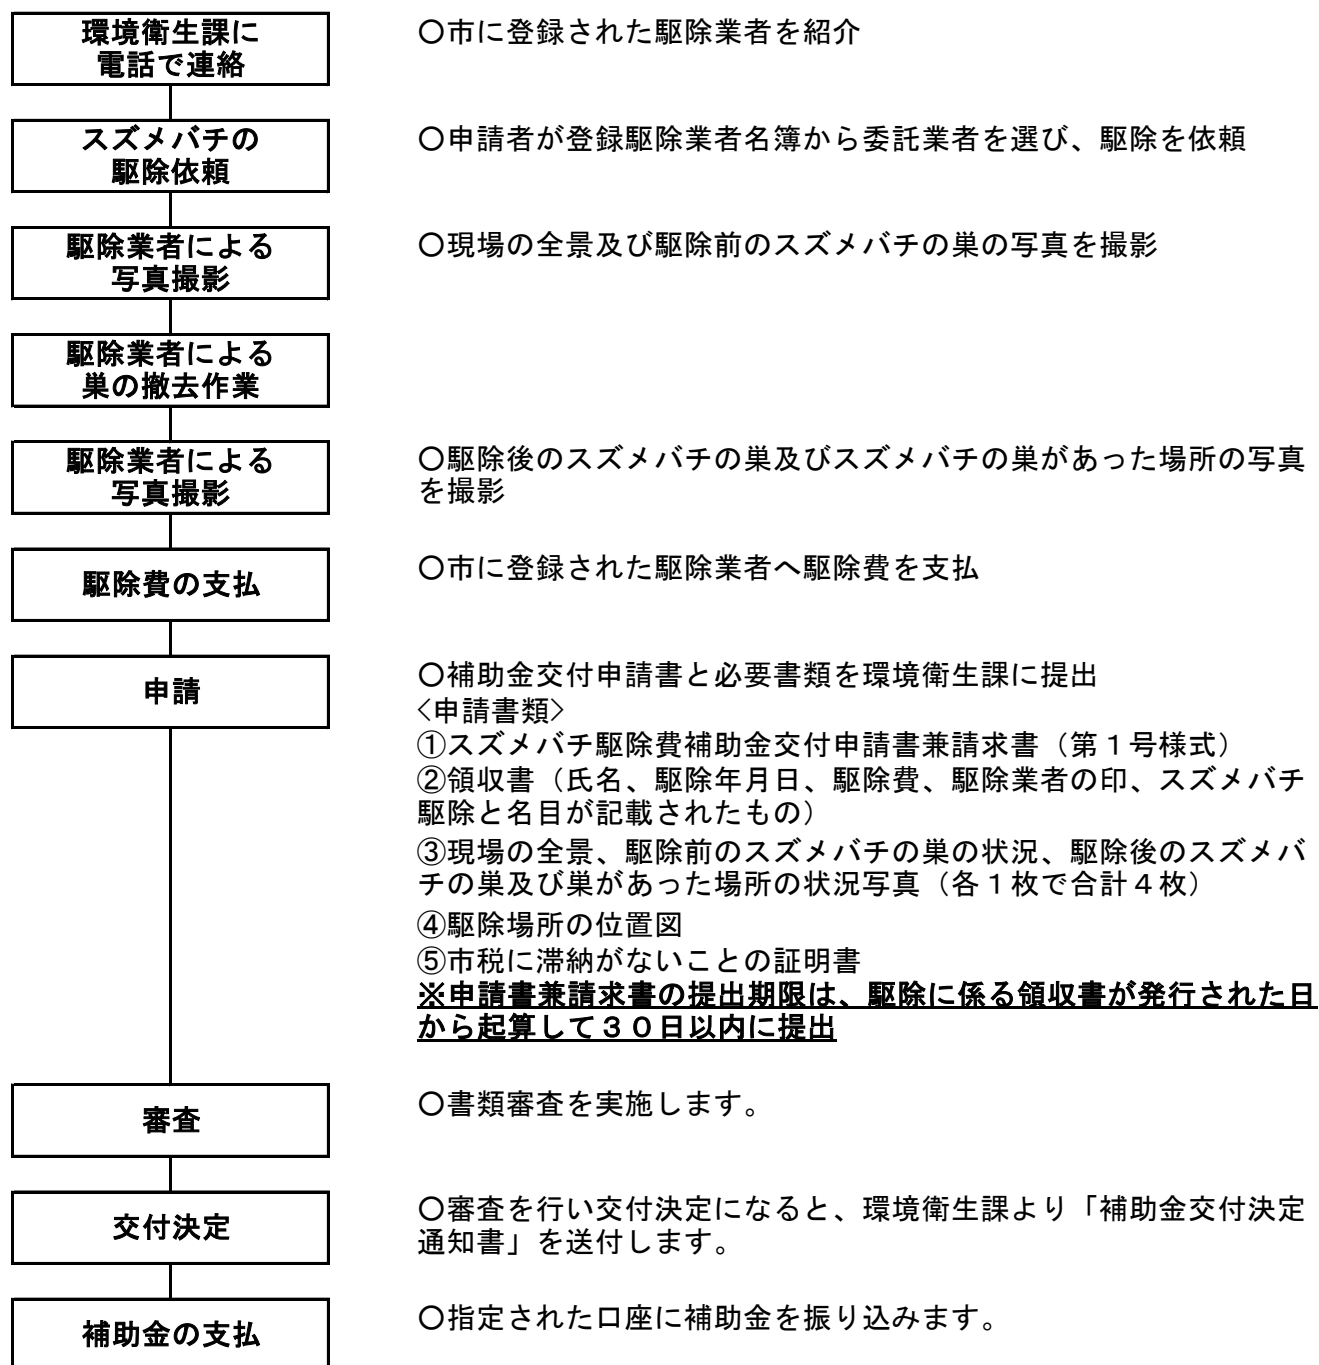 環境衛生課に
電話で連絡
〇市に登録された駆除業者を紹介
スズメバチの
駆除依頼
〇申請者が登録駆除業者名簿から委託業者を選び、駆除を依頼
駆除業者による
写真撮影
〇現場の全景及び駆除前のスズメバチの巣の写真を撮影
駆除業者による
巣の撤去作業
駆除業者による
写真撮影
〇駆除後のスズメバチの巣及びスズメバチの巣があった場所の写真
を撮影
駆除費の支払
〇市に登録された駆除業者へ駆除費を支払
申請
〇補助金交付申請書と必要書類を環境衛生課に提出
<申請書類>
①スズメバチ駆除費補助金交付申請書兼請求書（第１号様式）
②領収書（氏名、駆除年月日、駆除費、駆除業者の印、スズメバチ
駆除と名目が記載されたもの）
③現場の全景、駆除前のスズメバチの巣の状況、駆除後のスズメバ
チの巣及び巣があった場所の状況写真（各１枚で合計４枚）
④駆除場所の位置図
⑤市税に滞納がないことの証明書
※申請書兼請求書の提出期限は、駆除に係る領収書が発行された日
から起算して３０日以内に提出
審査
〇書類審査を実施します。
交付決定
〇審査を行い交付決定になると、環境衛生課より「補助金交付決定
通知書」を送付します。
補助金の支払
〇指定された口座に補助金を振り込みます。